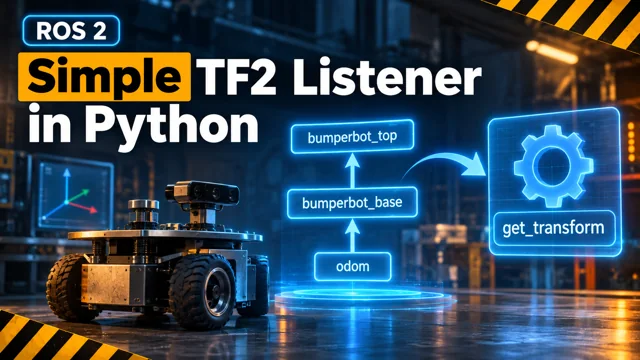 ROS 2
Simple TF2 Listener
in Python
bumperbot_top
bumperbot_base
odom
get_transform